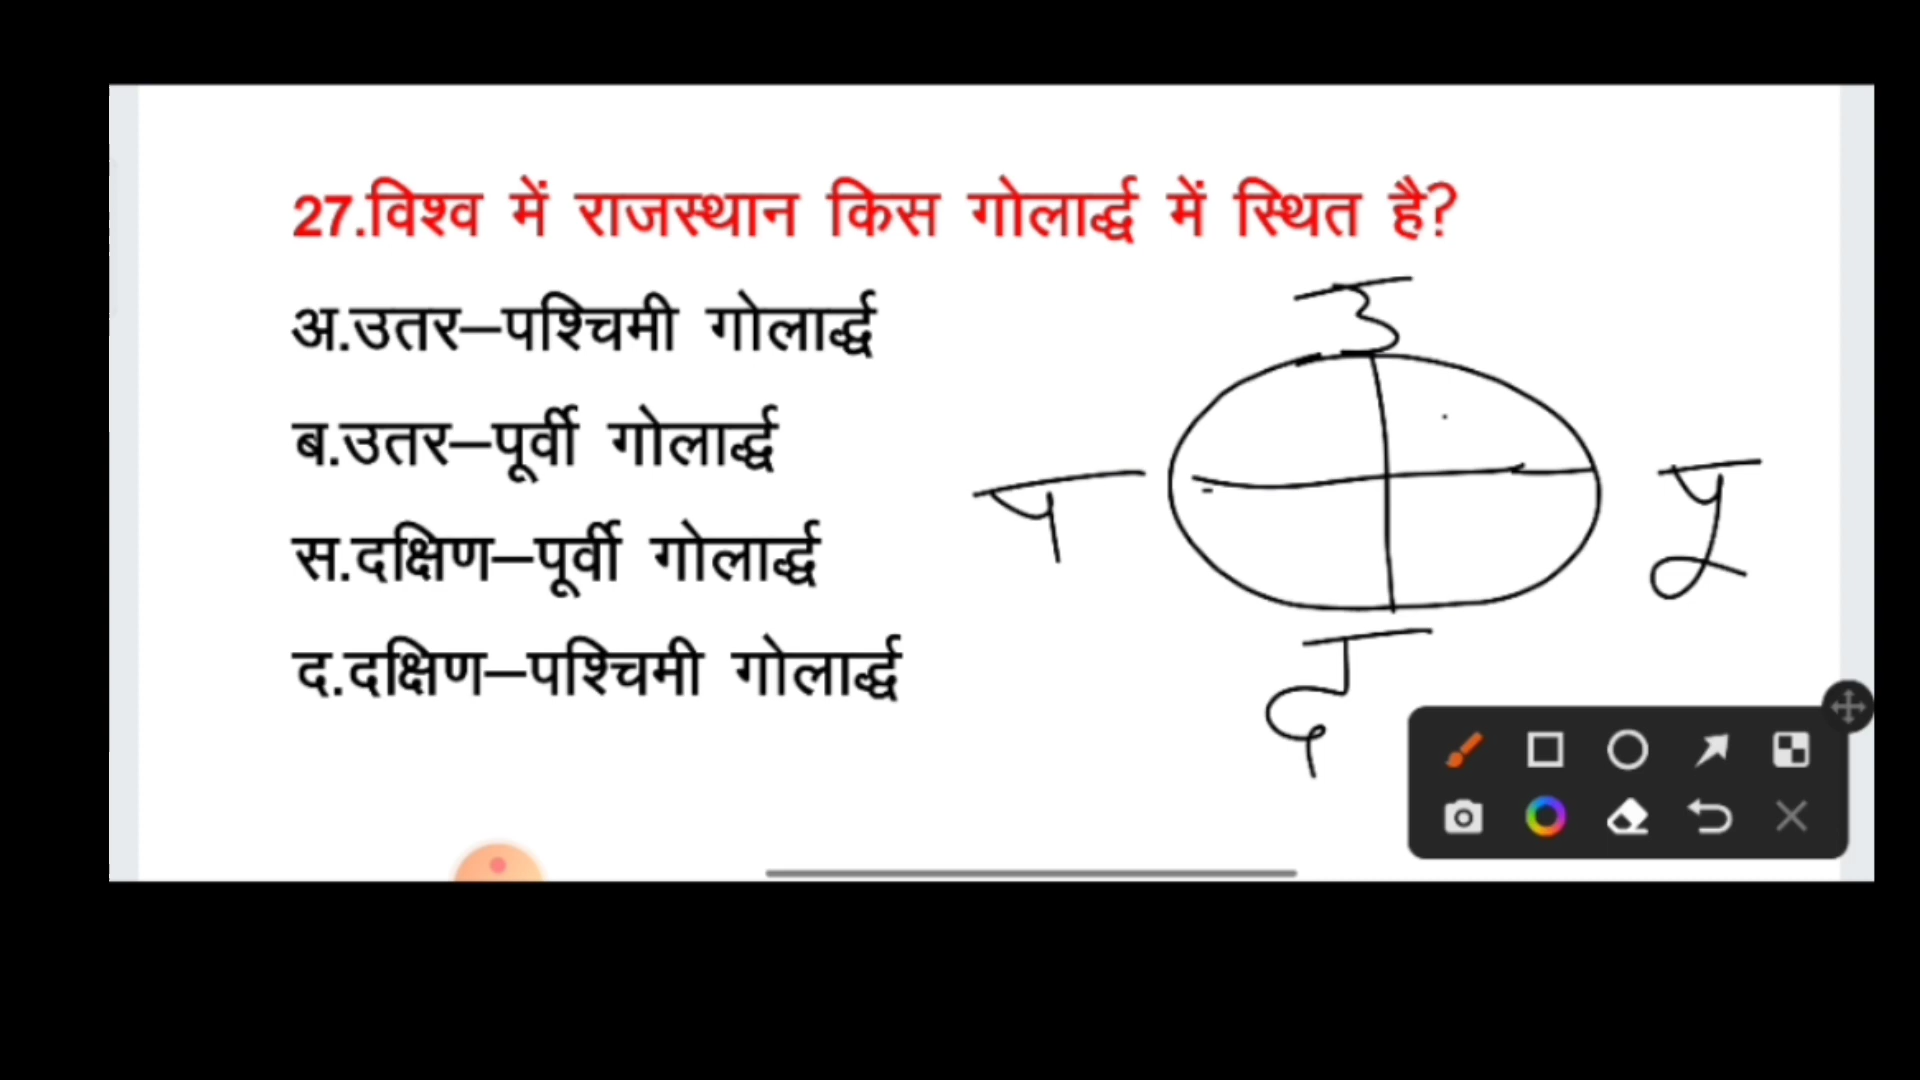 27.विश्व में राजस्थान किस गोलार्द्ध में स्थित है?
अ.उतर–पश्चिमी गोलार्द्ध
ब.उतर–पूर्वी गोलार्द्ध
स.दक्षिण–पूर्वी गोलार्द्ध
द.दक्षिण–पश्चिमी गोलार्द्ध
उ
प
पू
द